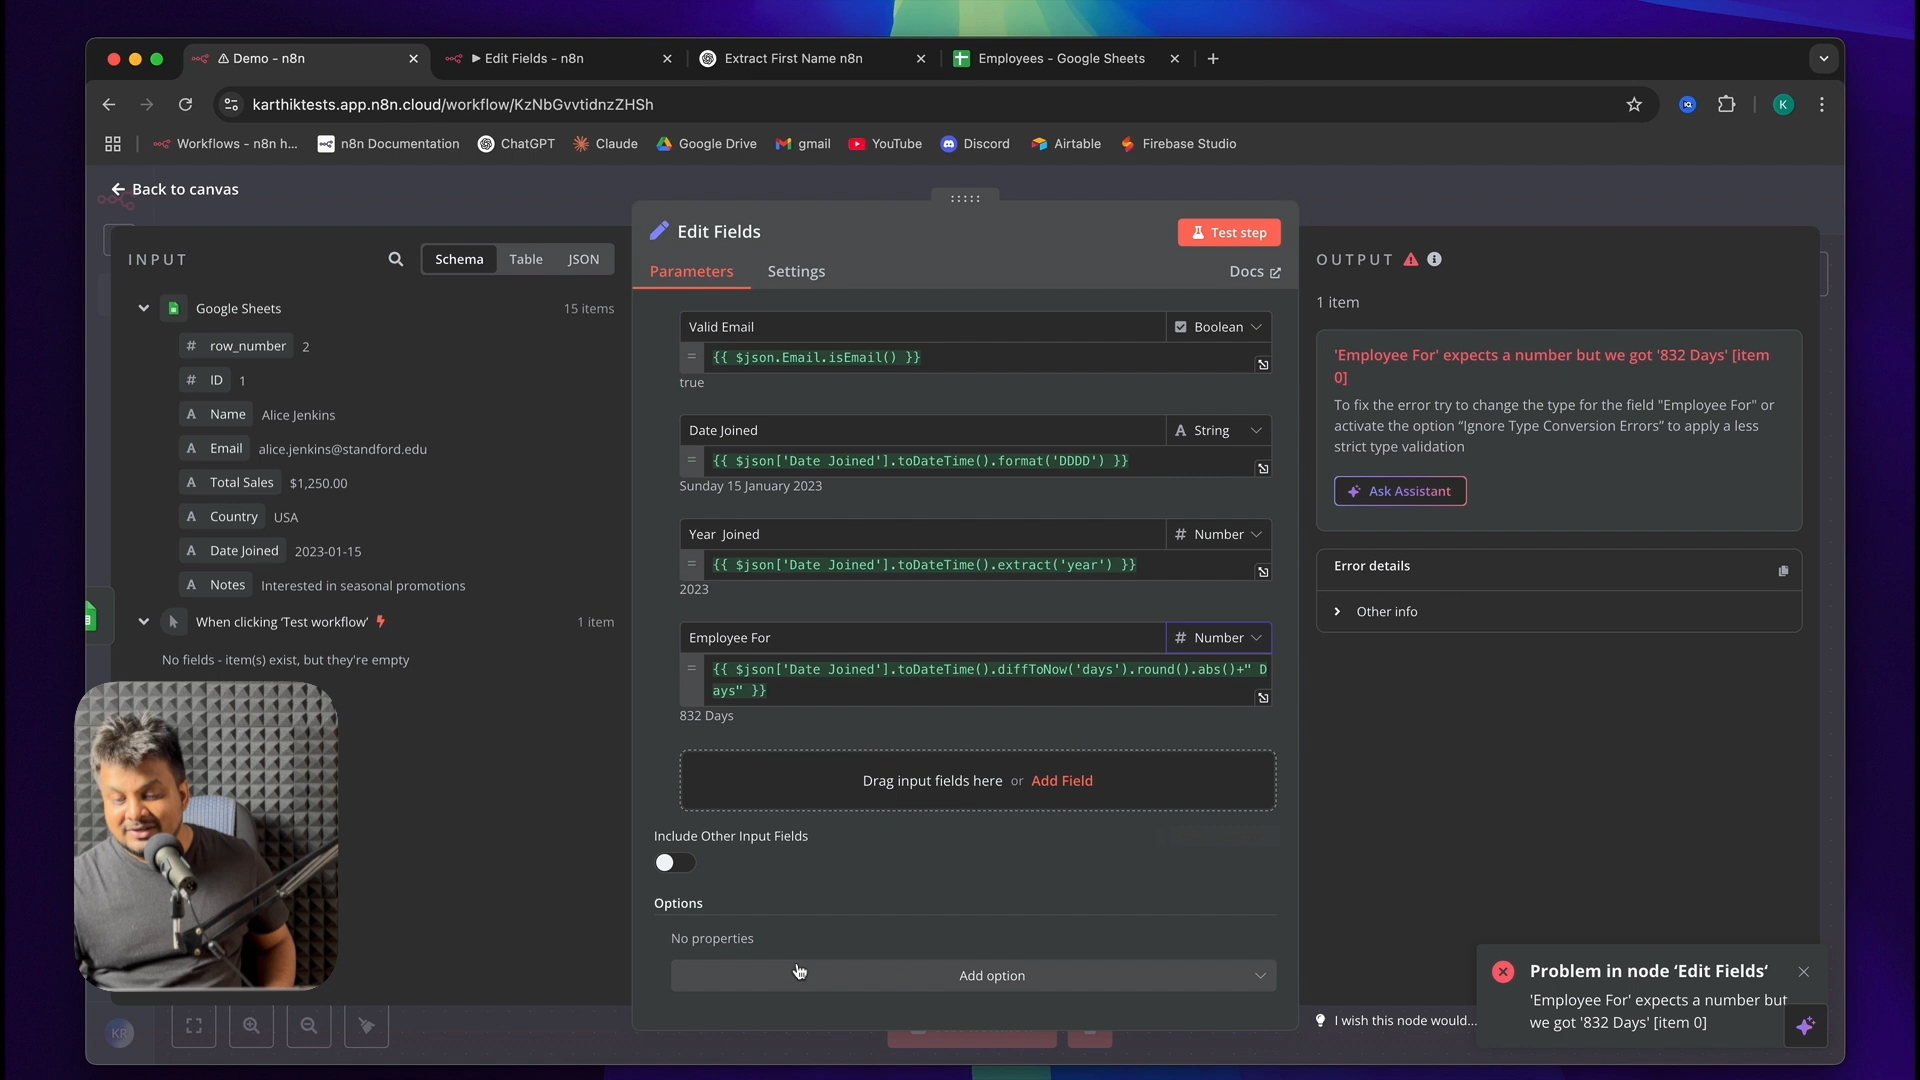 Demo - n8n
Edit Fields - n8n
Extract First Name n8n
Employees - Google Sheets
karthiktests.app.n8n.cloud/workflow/KzNbGvvtidnzZHSh
K
Workflows - n8n h...
n8n Documentation
ChatGPT
Claude
Google Drive
gmail
YouTube
Discord
Airtable
Firebase Studio
Back to canvas
INPUT
Schema
Table
JSON
Google Sheets
15 items
# row_number 2
# ID 1
A Name Alice Jenkins
A Email alice.jenkins@standford.edu
A Total Sales $1,250.00
A Country USA
A Date Joined 2023-01-15
A Notes Interested in seasonal promotions
When clicking ‘Test workflow’
1 item
No fields - item(s) exist, but they're empty
KR
Edit Fields
Test step
Parameters
Settings
Docs
Valid Email
Boolean
= {{ $json.Email.isEmail() }}
true
Date Joined
A String
= {{ $json['Date Joined'].toDateTime().format('DDDD') }}
Sunday 15 January 2023
Year Joined
# Number
= {{ $json['Date Joined'].toDateTime().extract('year') }}
2023
Employee For
# Number
= {{ $json['Date Joined'].toDateTime().diffToNow('days').round().abs()+" D
ays" }}
832 Days
Drag input fields here or Add Field
Include Other Input Fields
Options
No properties
Add option
OUTPUT
1 item
'Employee For' expects a number but we got '832 Days' [item
0]
To fix the error try to change the type for the field "Employee For" or
activate the option “Ignore Type Conversion Errors” to apply a less
strict type validation
Ask Assistant
Error details
Other info
I wish this node would...
Problem in node ‘Edit Fields‘
'Employee For' expects a number but
we got '832 Days' [item 0]